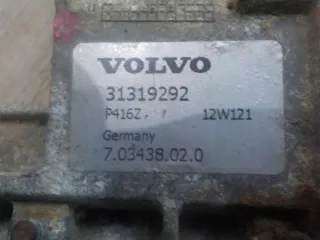 VOLVO
31319292
P416Z- / 12W121
Germany
7.03438.02.0